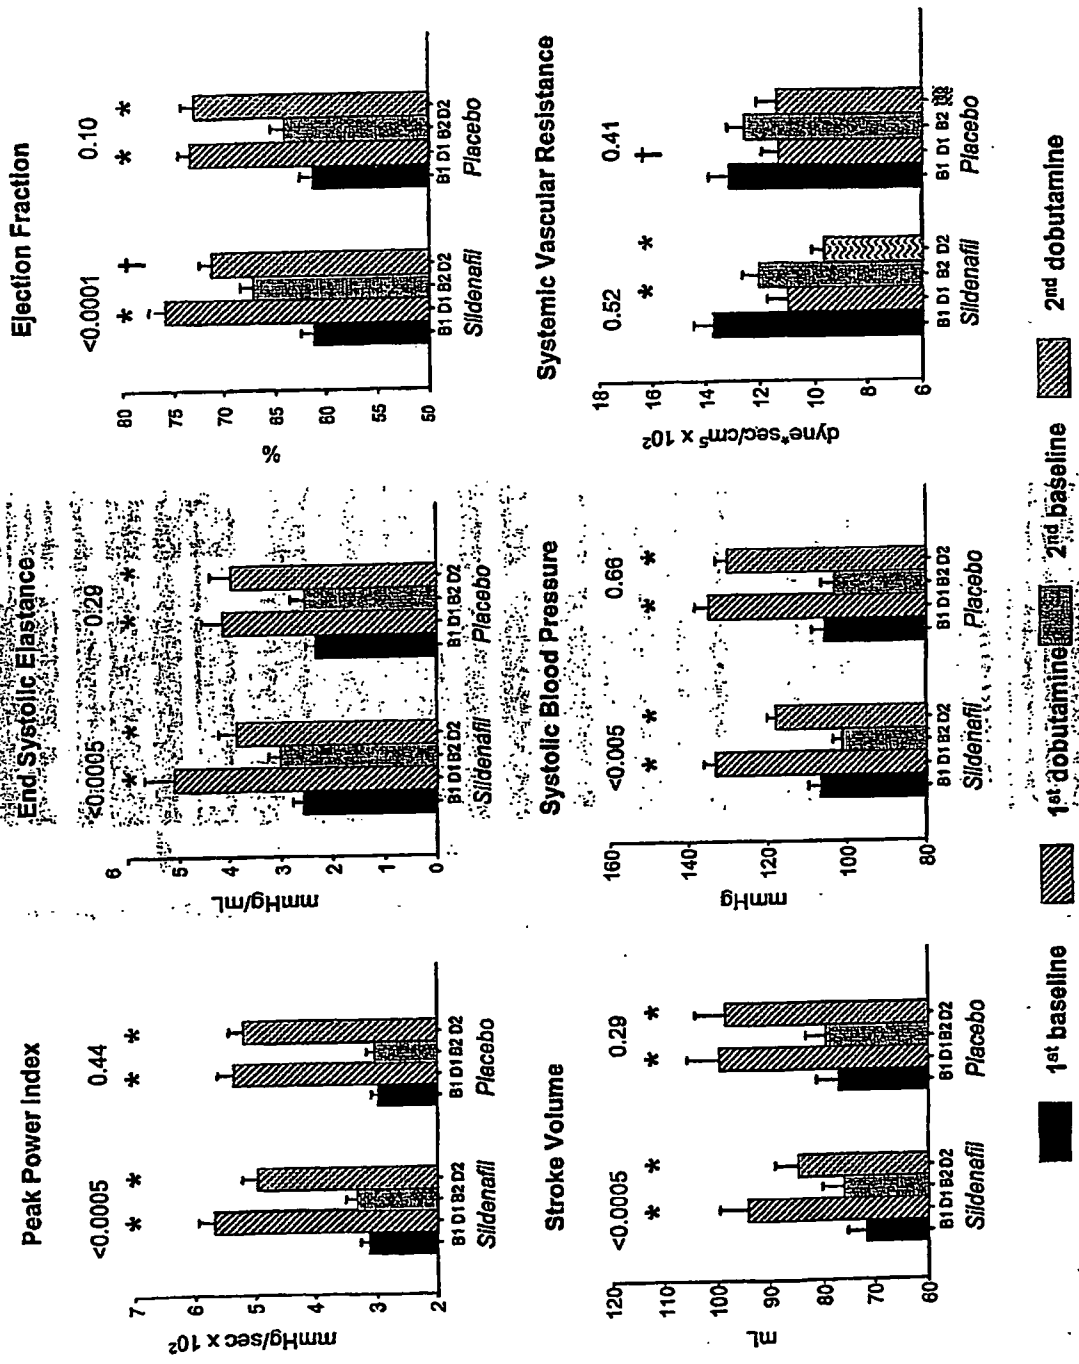 Peak Power Index
<0.0005 0.44
* * * *
mmHg/sec x 10²
7
6
5
4
3
2
B1 D1 B2 D2 B1 D1 B2 D2
Sildenafil Placebo
End Systolic Elastance
<0.0005 0.29
* * * *
mmHg/mL
6
5
4
3
2
1
0
B1 D1 B2 D2 B1 D1 B2 D2
Sildenafil Placebo
Ejection Fraction
<0.0001 0.10
* † * *
%
80
75
70
65
60
55
50
B1 D1 B2 D2 B1 D1 B2 D2
Sildenafil Placebo
Stroke Volume
<0.0005 0.29
* * * *
mL
120
110
100
90
80
70
60
B1 D1 B2 D2 B1 D1 B2 D2
Sildenafil Placebo
Systolic Blood Pressure
<0.005 0.66
* * * *
mmHg
160
140
120
100
80
B1 D1 B2 D2 B1 D1 B2 D2
Sildenafil Placebo
Systemic Vascular Resistance
0.52 0.41
* * †
dyne*sec/cm⁵ x 10²
18
16
14
12
10
8
6
B1 D1 B2 D2 B1 D1 B2
Sildenafil Placebo
1st baseline 1st dobutamine 2nd baseline 2nd dobutamine